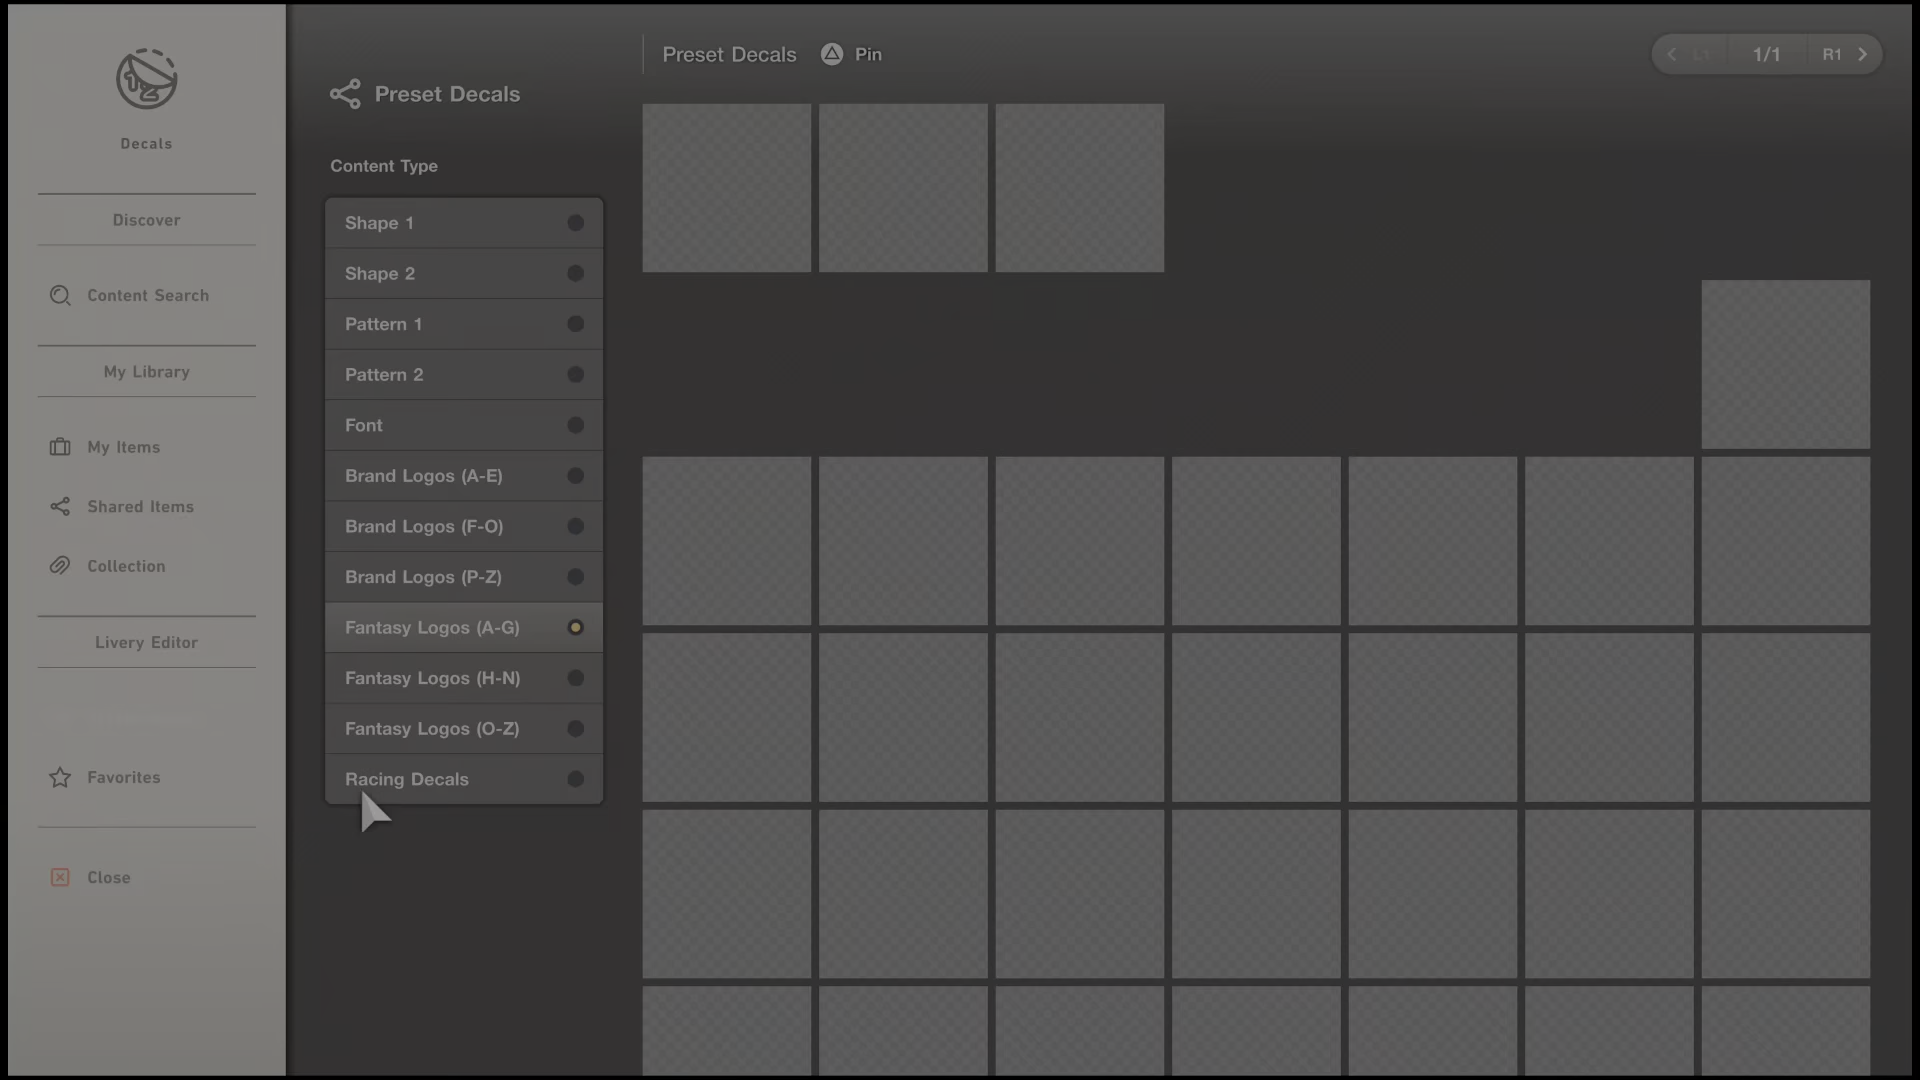 Decals
Discover
Content Search
My Library
My Items
Shared Items
Collection
Livery Editor
Favorites
Close
Preset Decals
Content Type
Shape 1
Shape 2
Pattern 1
Pattern 2
Font
Brand Logos (A-E)
Brand Logos (F-O)
Brand Logos (P-Z)
Fantasy Logos (A-G)
Fantasy Logos (H-N)
Fantasy Logos (O-Z)
Racing Decals
Preset Decals Pin
L1 1/1 R1